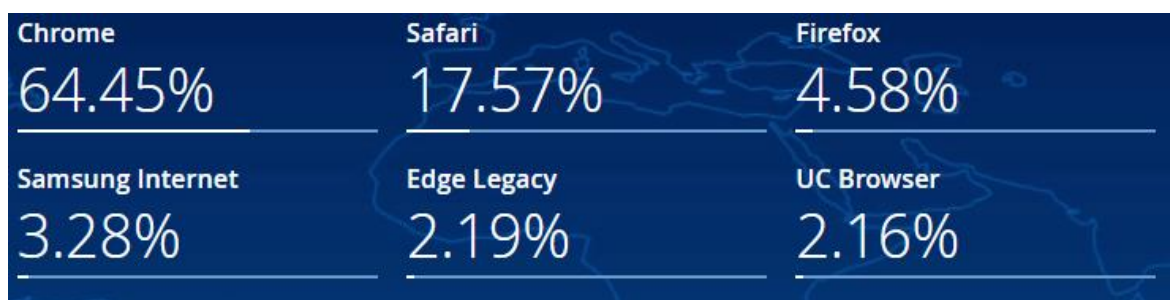 Chrome
64.45%
Safari
17.57%
Firefox
4.58%
Samsung Internet
3.28%
Edge Legacy
2.19%
UC Browser
2.16%